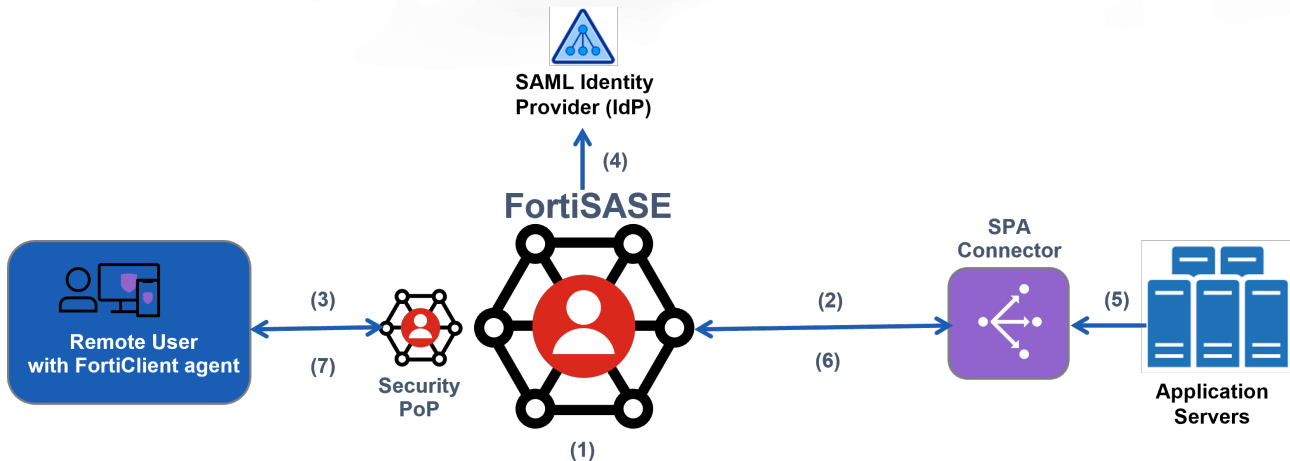 SAML Identity
Provider (IdP)
(4)
FortiSASE
SPA
Connector
(3)
(2)
(5)
Remote User
with FortiClient agent
(7)
(6)
Security
PoP
Application
Servers
(1)